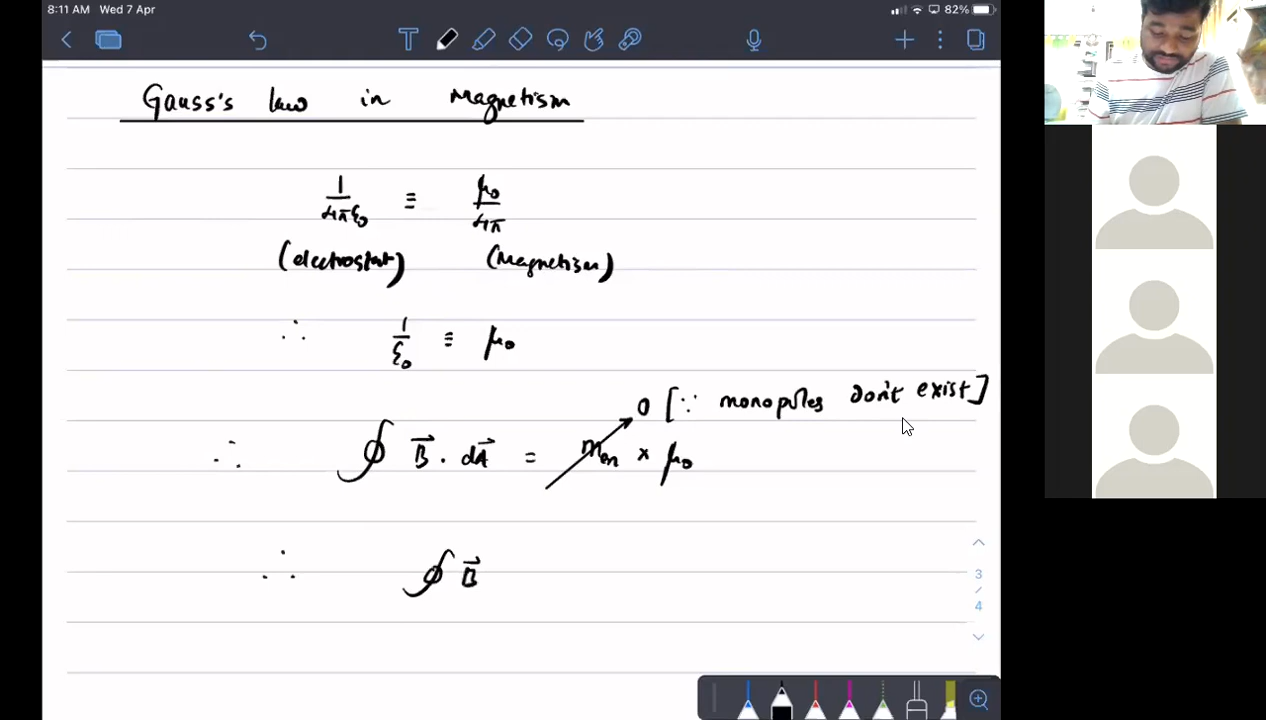 8:11 AM Wed 7 Apr 82%
T
Gauss's law in Magnetism
1/4πε₀ ≡ μ₀/4π
(electrostat) (Magnetism)
∴ 1/ε₀ ≡ μ₀
0 [∵ monopoles don't exist]
∴ ∮ B⃗ . dA⃗ = m × μ₀
∴ ∮ B⃗
3
/
4